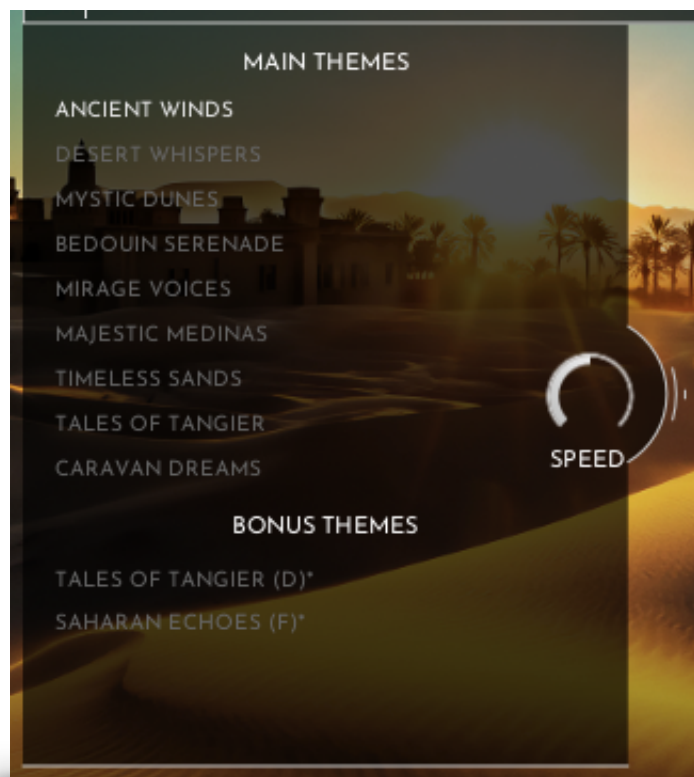 MAIN THEMES
ANCIENT WINDS
DESERT WHISPERS
MYSTIC DUNES
BEDOUIN SERENADE
MIRAGE VOICES
MAJESTIC MEDINAS
TIMELESS SANDS
TALES OF TANGIER
CARAVAN DREAMS
SPEED
BONUS THEMES
TALES OF TANGIER (D)*
SAHARAN ECHOES (F)*